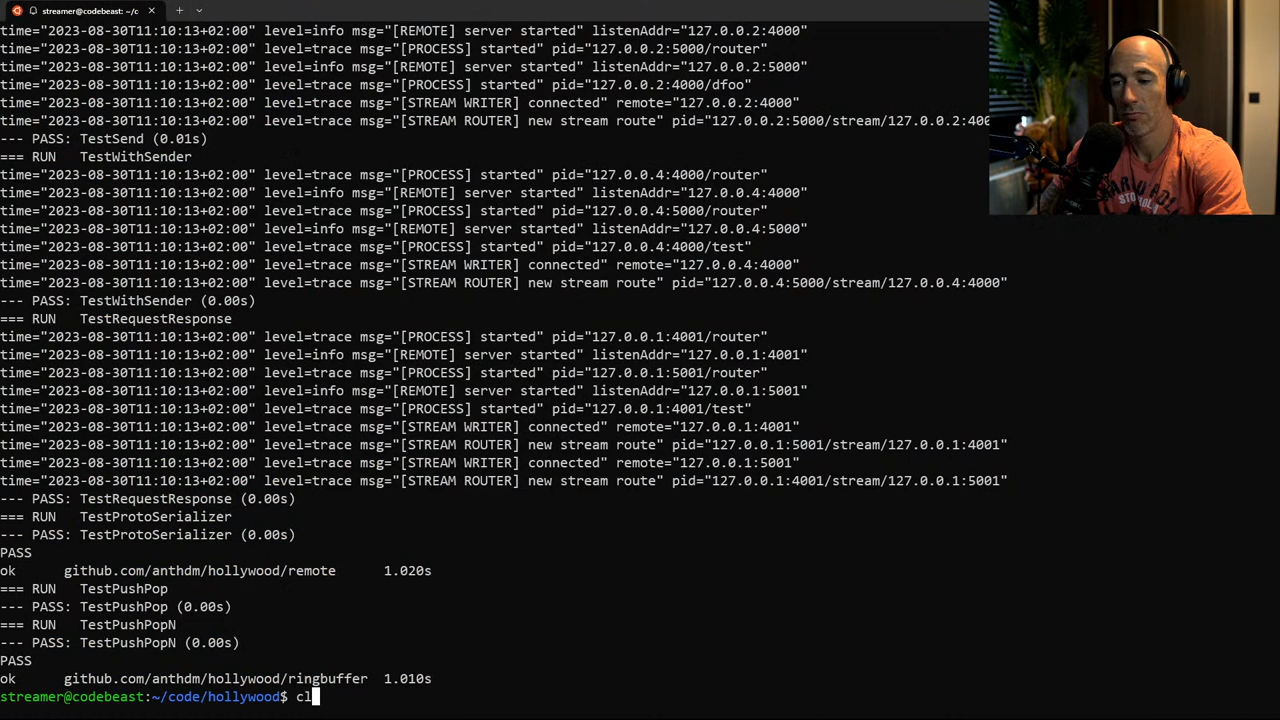 streamer@codebeast: ~/c
time="2023-08-30T11:10:13+02:00" level=info msg="[REMOTE] server started" listenAddr="127.0.0.2:4000"
time="2023-08-30T11:10:13+02:00" level=trace msg="[PROCESS] started" pid="127.0.0.2:5000/router"
time="2023-08-30T11:10:13+02:00" level=info msg="[REMOTE] server started" listenAddr="127.0.0.2:5000"
time="2023-08-30T11:10:13+02:00" level=trace msg="[PROCESS] started" pid="127.0.0.2:4000/dfoo"
time="2023-08-30T11:10:13+02:00" level=trace msg="[STREAM WRITER] connected" remote="127.0.0.2:4000"
time="2023-08-30T11:10:13+02:00" level=trace msg="[STREAM ROUTER] new stream route" pid="127.0.0.2:5000/stream/127.0.0.2:400
--- PASS: TestSend (0.01s)
=== RUN   TestWithSender
time="2023-08-30T11:10:13+02:00" level=trace msg="[PROCESS] started" pid="127.0.0.4:4000/router"
time="2023-08-30T11:10:13+02:00" level=info msg="[REMOTE] server started" listenAddr="127.0.0.4:4000"
time="2023-08-30T11:10:13+02:00" level=trace msg="[PROCESS] started" pid="127.0.0.4:5000/router"
time="2023-08-30T11:10:13+02:00" level=info msg="[REMOTE] server started" listenAddr="127.0.0.4:5000"
time="2023-08-30T11:10:13+02:00" level=trace msg="[PROCESS] started" pid="127.0.0.4:4000/test"
time="2023-08-30T11:10:13+02:00" level=trace msg="[STREAM WRITER] connected" remote="127.0.0.4:4000"
time="2023-08-30T11:10:13+02:00" level=trace msg="[STREAM ROUTER] new stream route" pid="127.0.0.4:5000/stream/127.0.0.4:4000"
--- PASS: TestWithSender (0.00s)
=== RUN   TestRequestResponse
time="2023-08-30T11:10:13+02:00" level=trace msg="[PROCESS] started" pid="127.0.0.1:4001/router"
time="2023-08-30T11:10:13+02:00" level=info msg="[REMOTE] server started" listenAddr="127.0.0.1:4001"
time="2023-08-30T11:10:13+02:00" level=trace msg="[PROCESS] started" pid="127.0.0.1:5001/router"
time="2023-08-30T11:10:13+02:00" level=info msg="[REMOTE] server started" listenAddr="127.0.0.1:5001"
time="2023-08-30T11:10:13+02:00" level=trace msg="[PROCESS] started" pid="127.0.0.1:4001/test"
time="2023-08-30T11:10:13+02:00" level=trace msg="[STREAM WRITER] connected" remote="127.0.0.1:4001"
time="2023-08-30T11:10:13+02:00" level=trace msg="[STREAM ROUTER] new stream route" pid="127.0.0.1:5001/stream/127.0.0.1:4001"
time="2023-08-30T11:10:13+02:00" level=trace msg="[STREAM WRITER] connected" remote="127.0.0.1:5001"
time="2023-08-30T11:10:13+02:00" level=trace msg="[STREAM ROUTER] new stream route" pid="127.0.0.1:4001/stream/127.0.0.1:5001"
--- PASS: TestRequestResponse (0.00s)
=== RUN   TestProtoSerializer
--- PASS: TestProtoSerializer (0.00s)
PASS
ok      github.com/anthdm/hollywood/remote      1.020s
=== RUN   TestPushPop
--- PASS: TestPushPop (0.00s)
=== RUN   TestPushPopN
--- PASS: TestPushPopN (0.00s)
PASS
ok      github.com/anthdm/hollywood/ringbuffer  1.010s
streamer@codebeast:~/code/hollywood$ cl